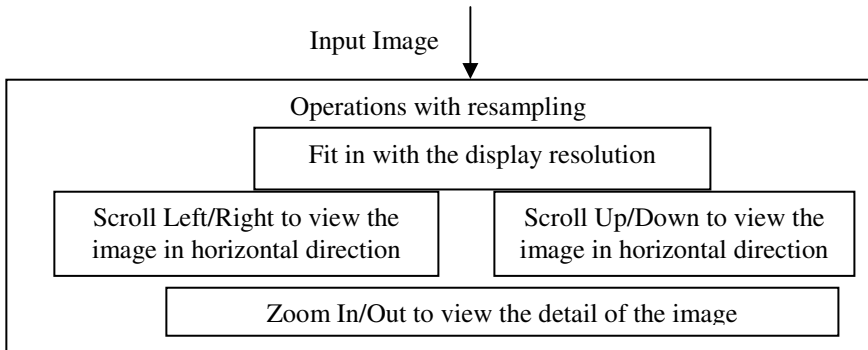 Input Image
Operations with resampling
Fit in with the display resolution
Scroll Left/Right to view the
image in horizontal direction
Scroll Up/Down to view the
image in horizontal direction
Zoom In/Out to view the detail of the image